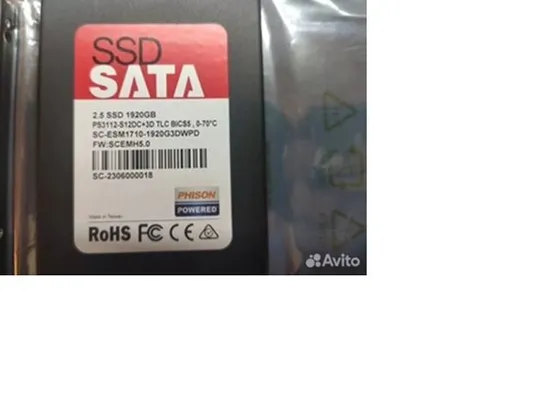 SSD
SATA
2.5 SSD 1920GB
PS3112-S12DC+3D TLC BiCS5 , 0-70°C
SC-ESM1710-1920G3DWPD
FW:SCEMH5.0
SC-2306000018
PHISON
POWERED
Made in Taiwan
RoHS FC CE
Avito